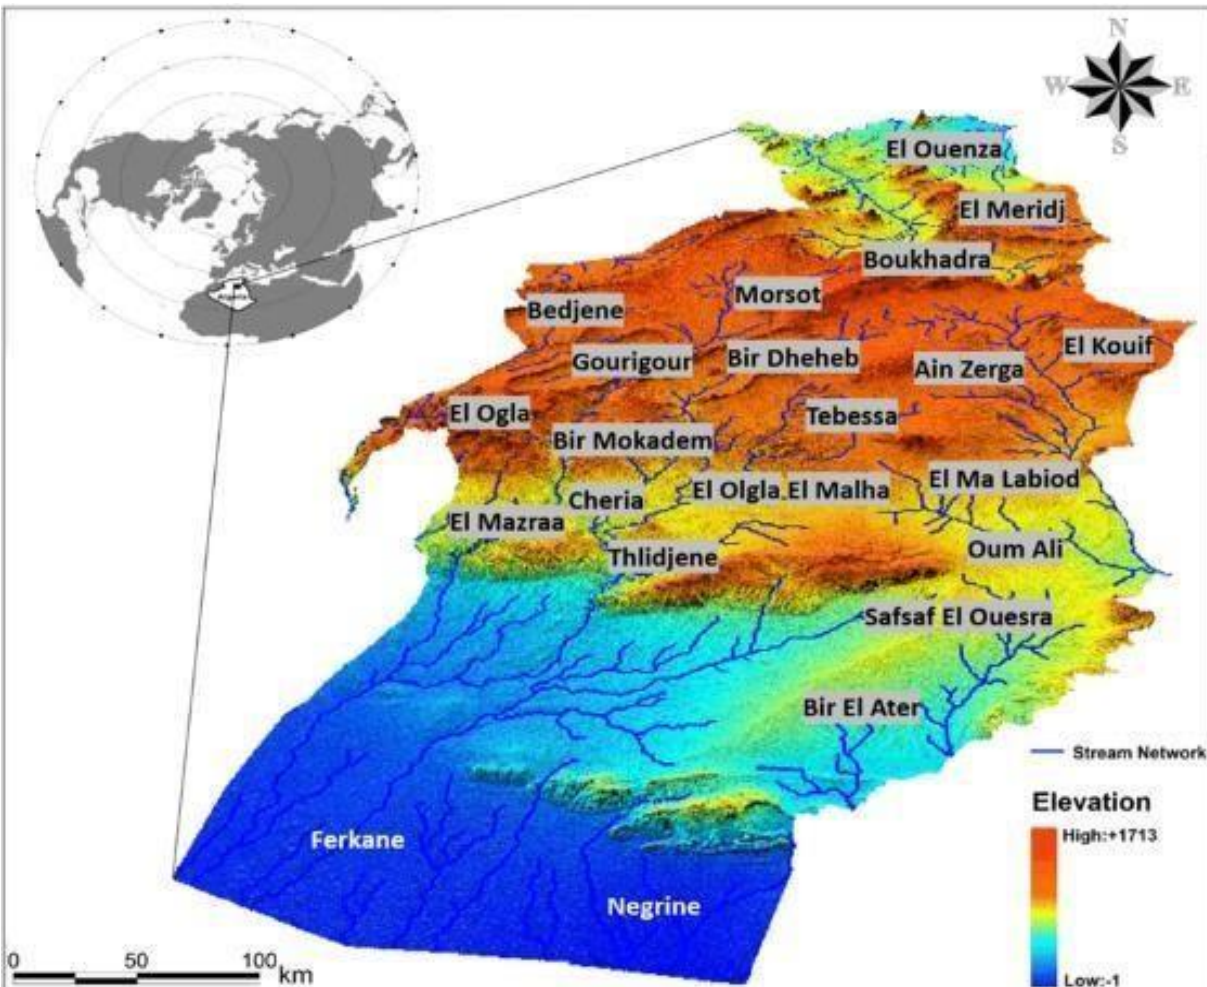 N
W E
S
El Ouenza
El Meridj
Boukhadra
Morsot
Bedjene
El Kouif
Gourigour
Bir Dheheb
Ain Zerga
El Ogla
Tebessa
Bir Mokadem
El Ma Labiod
El Olgla El Malha
Cheria
El Mazraa
Oum Ali
Thlidjene
Safsaf El Ouesra
Bir El Ater
Stream Network
Elevation
High:+1713
Ferkane
Negrine
0 50 100
km
Low:-1